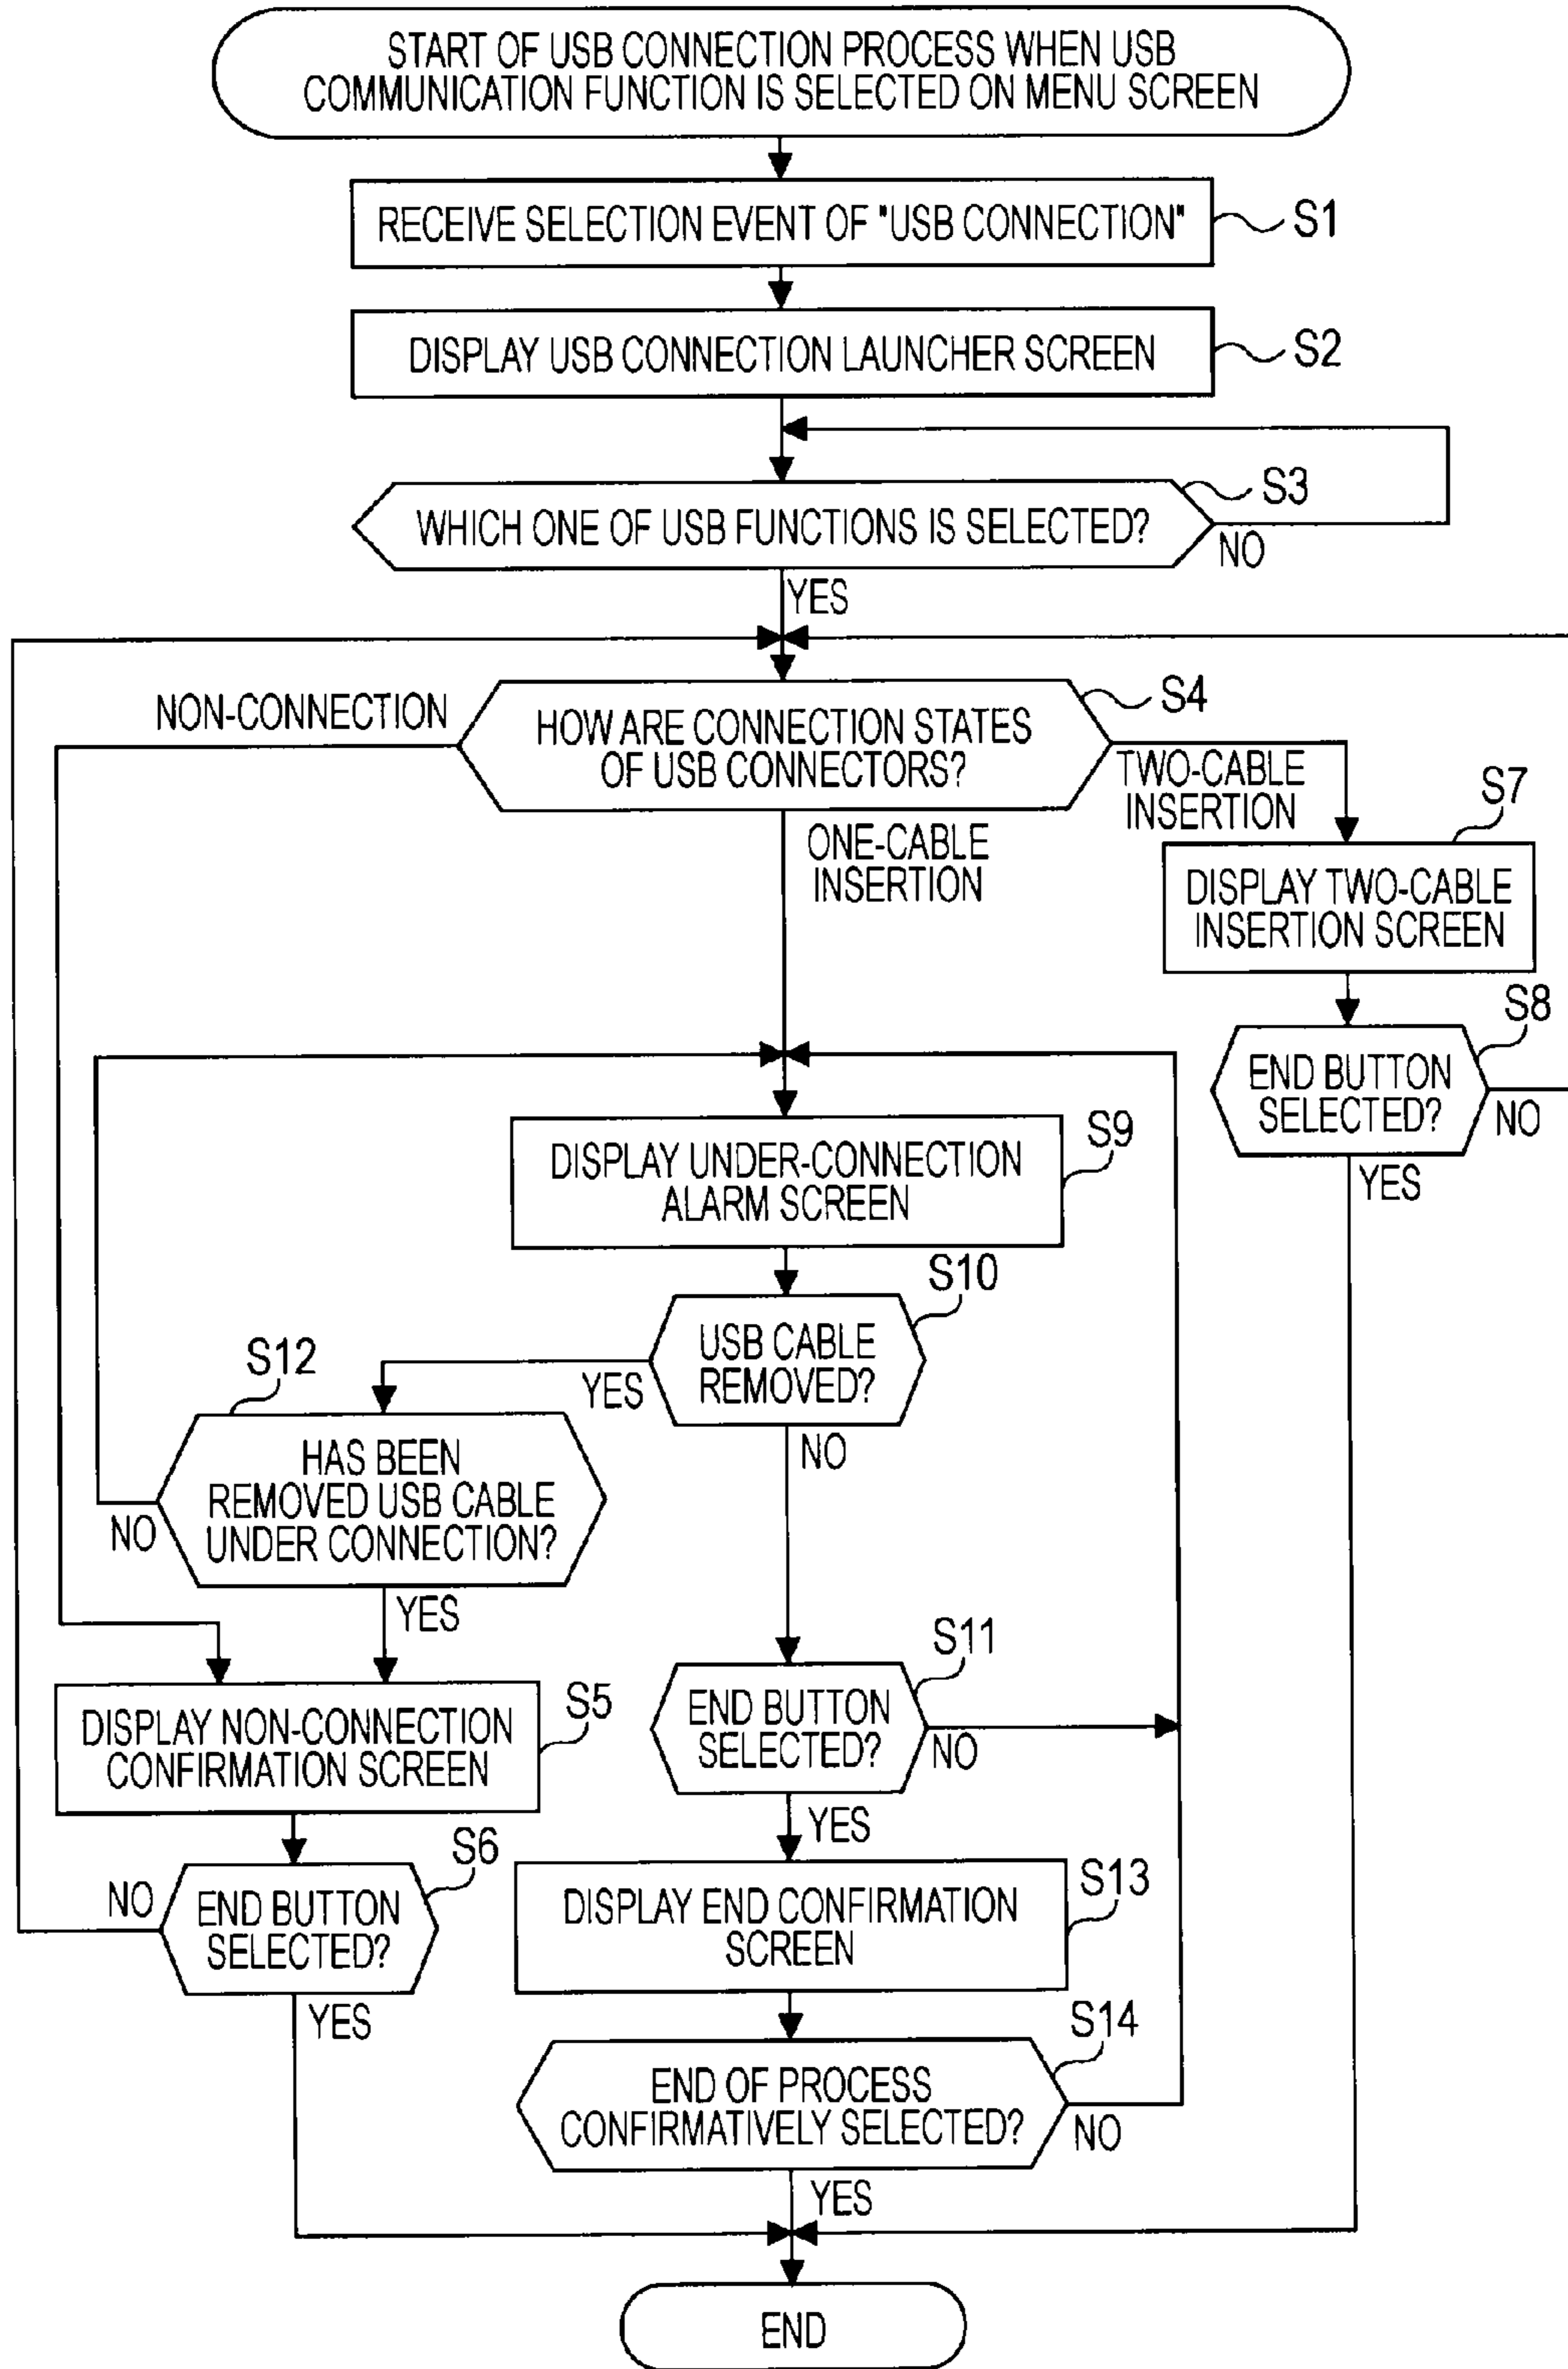 START OF USB CONNECTION PROCESS WHEN USB
COMMUNICATION FUNCTION IS SELECTED ON MENU SCREEN
RECEIVE SELECTION EVENT OF "USB CONNECTION"
S1
DISPLAY USB CONNECTION LAUNCHER SCREEN
S2
S3
WHICH ONE OF USB FUNCTIONS IS SELECTED?
NO
YES
NON-CONNECTION
S4
HOW ARE CONNECTION STATES
OF USB CONNECTORS?
TWO-CABLE
INSERTION
ONE-CABLE
INSERTION
S7
DISPLAY TWO-CABLE
INSERTION SCREEN
S8
END BUTTON
SELECTED?
NO
YES
S9
DISPLAY UNDER-CONNECTION
ALARM SCREEN
S10
USB CABLE
REMOVED?
YES
NO
S12
HAS BEEN
REMOVED USB CABLE
UNDER CONNECTION?
NO
YES
S11
END BUTTON
SELECTED?
NO
YES
S5
DISPLAY NON-CONNECTION
CONFIRMATION SCREEN
S6
END BUTTON
SELECTED?
NO
YES
S13
DISPLAY END CONFIRMATION
SCREEN
S14
END OF PROCESS
CONFIRMATIVELY SELECTED?
NO
YES
END